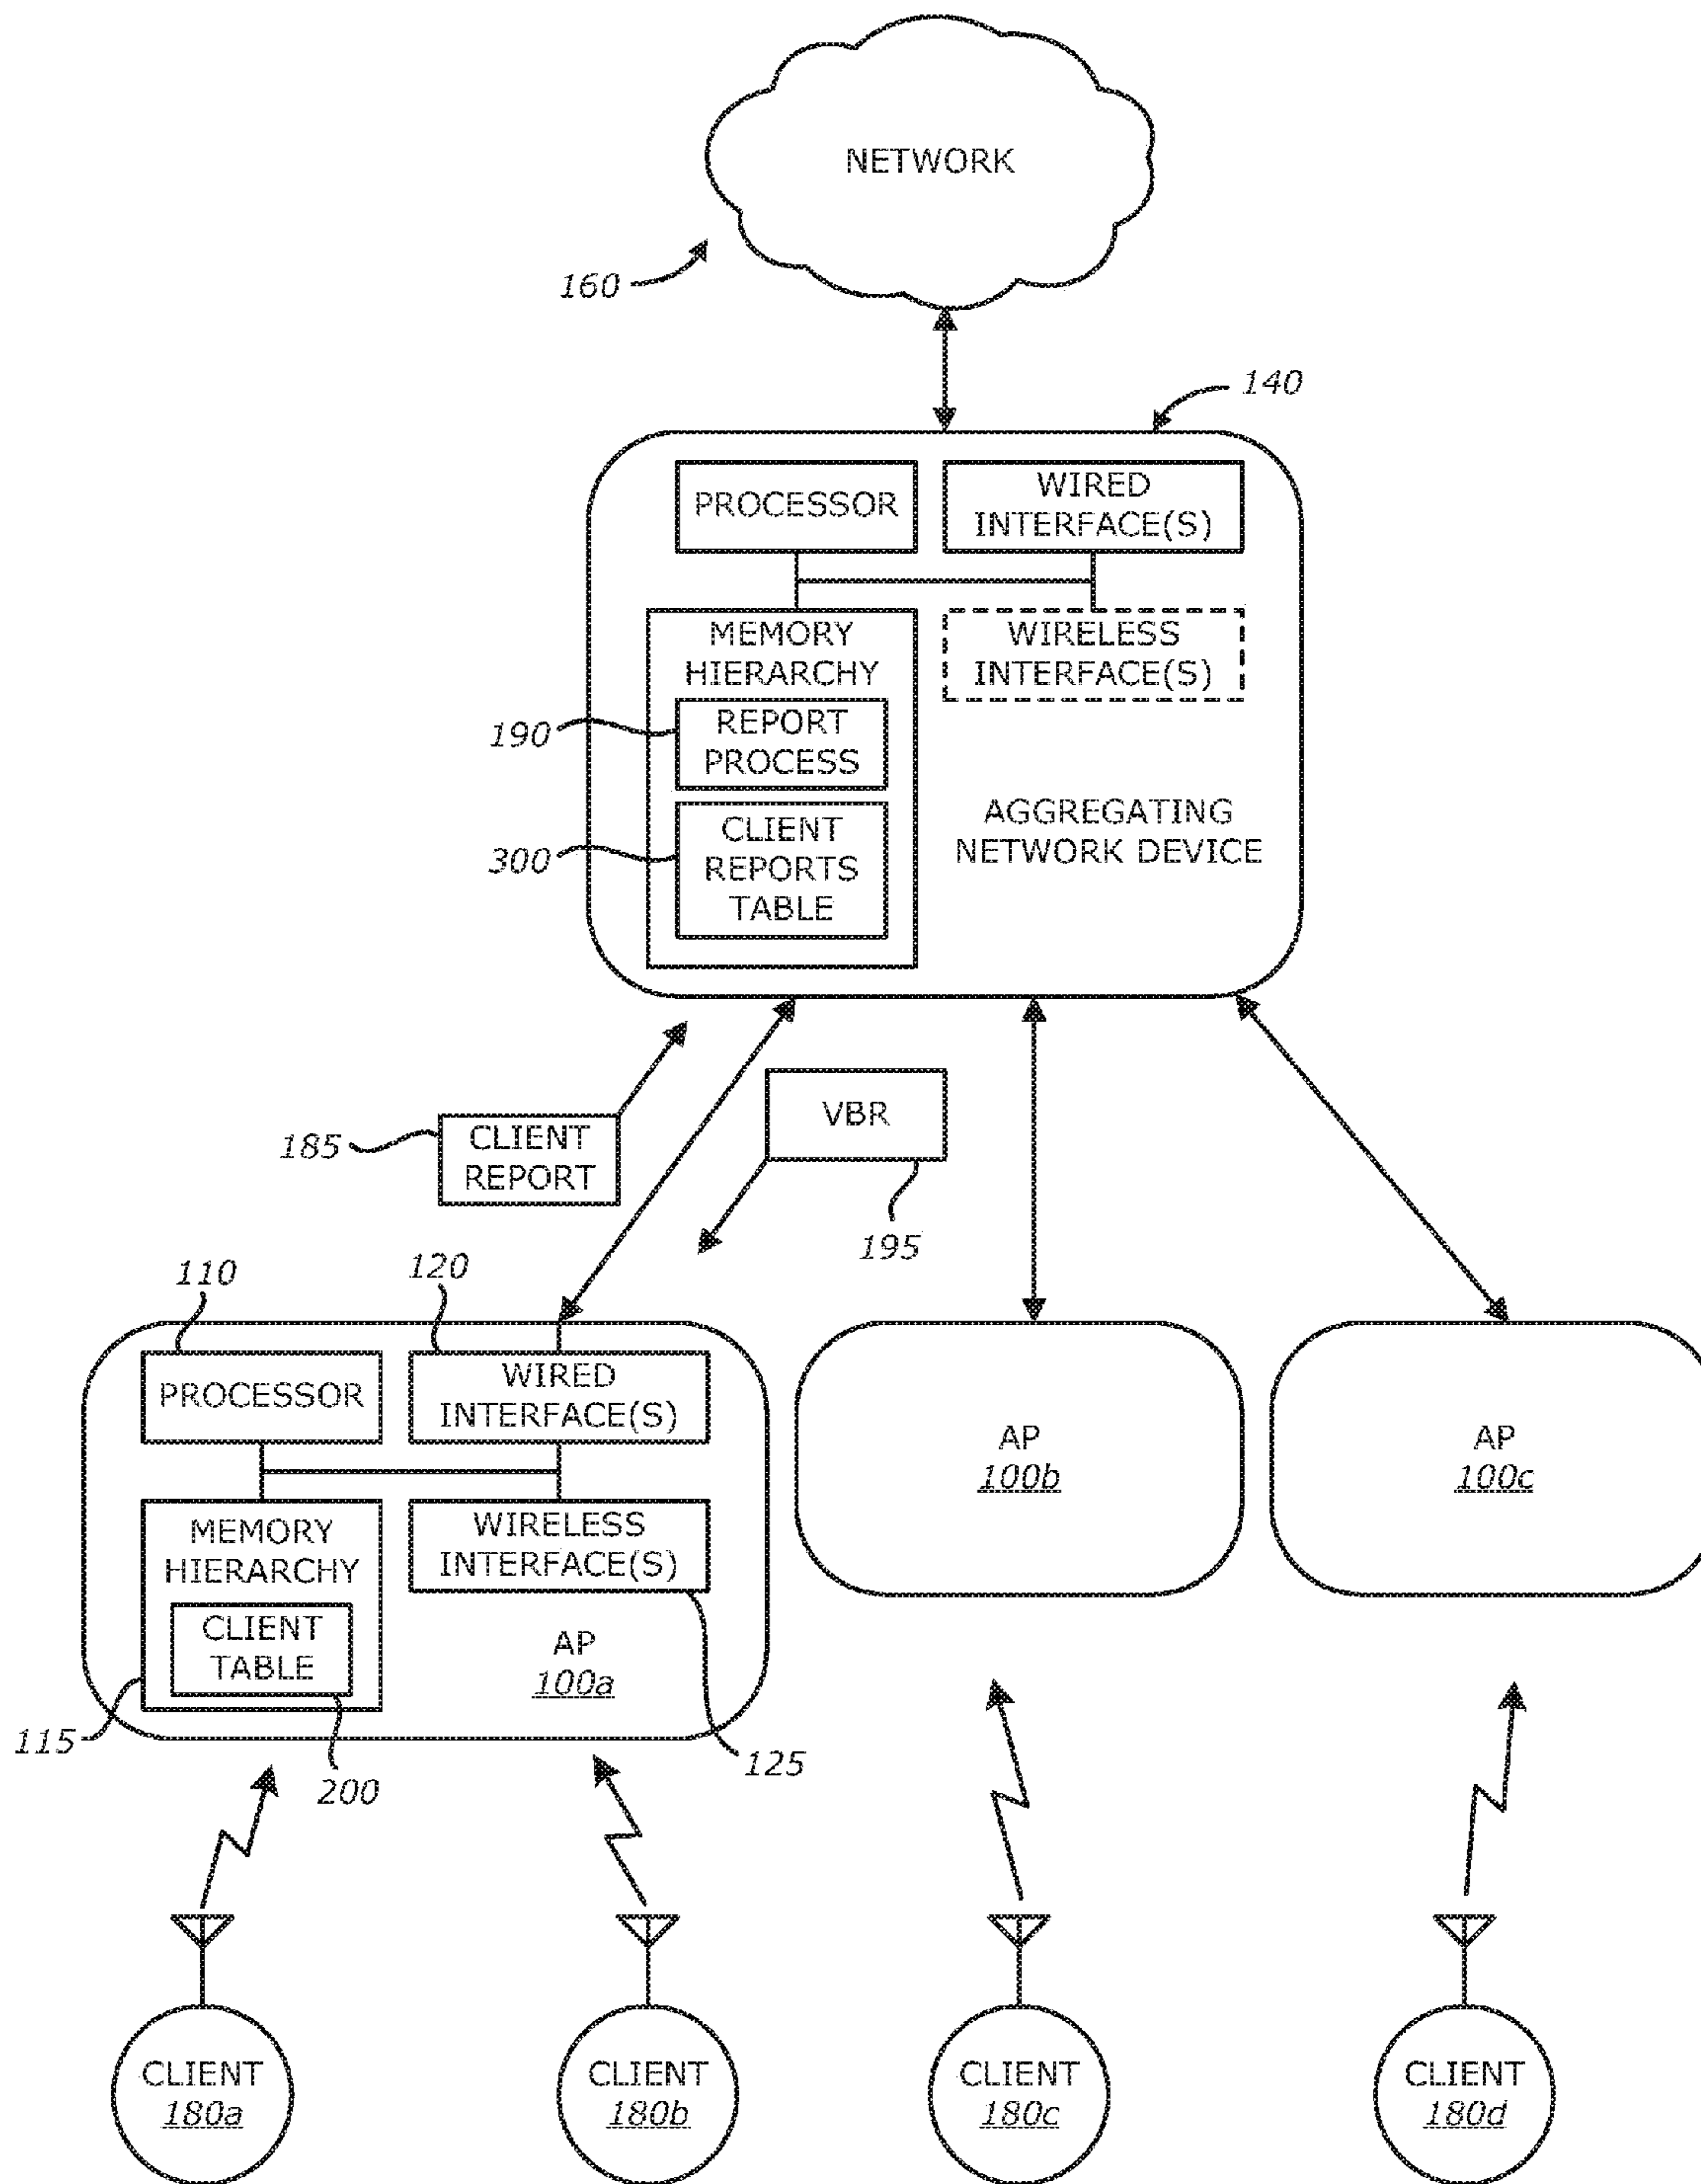 NETWORK
160
140
PROCESSOR
WIRED
INTERFACE(S)
MEMORY
HIERARCHY
WIRELESS
INTERFACE(S)
190
REPORT
PROCESS
300
CLIENT
REPORTS
TABLE
AGGREGATING
NETWORK DEVICE
185
CLIENT
REPORT
VBR
195
110
120
PROCESSOR
WIRED
INTERFACE(S)
MEMORY
HIERARCHY
WIRELESS
INTERFACE(S)
CLIENT
TABLE
AP
100a
115
200
125
AP
100b
AP
100c
CLIENT
180a
CLIENT
180b
CLIENT
180c
CLIENT
180d